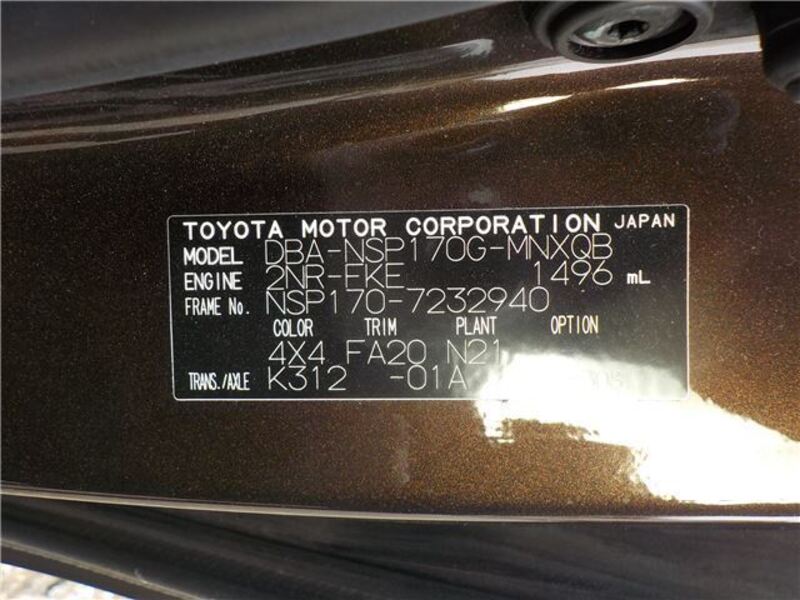 TOYOTA MOTOR CORPORATION JAPAN
MODEL DBA-NSP170G-MNXQB
ENGINE 2NR-FKE 1496 mL
FRAME No. NSP170-7232940
COLOR TRIM PLANT OPTION
4X4 FA20 N21
TRANS./AXLE K312 -01A